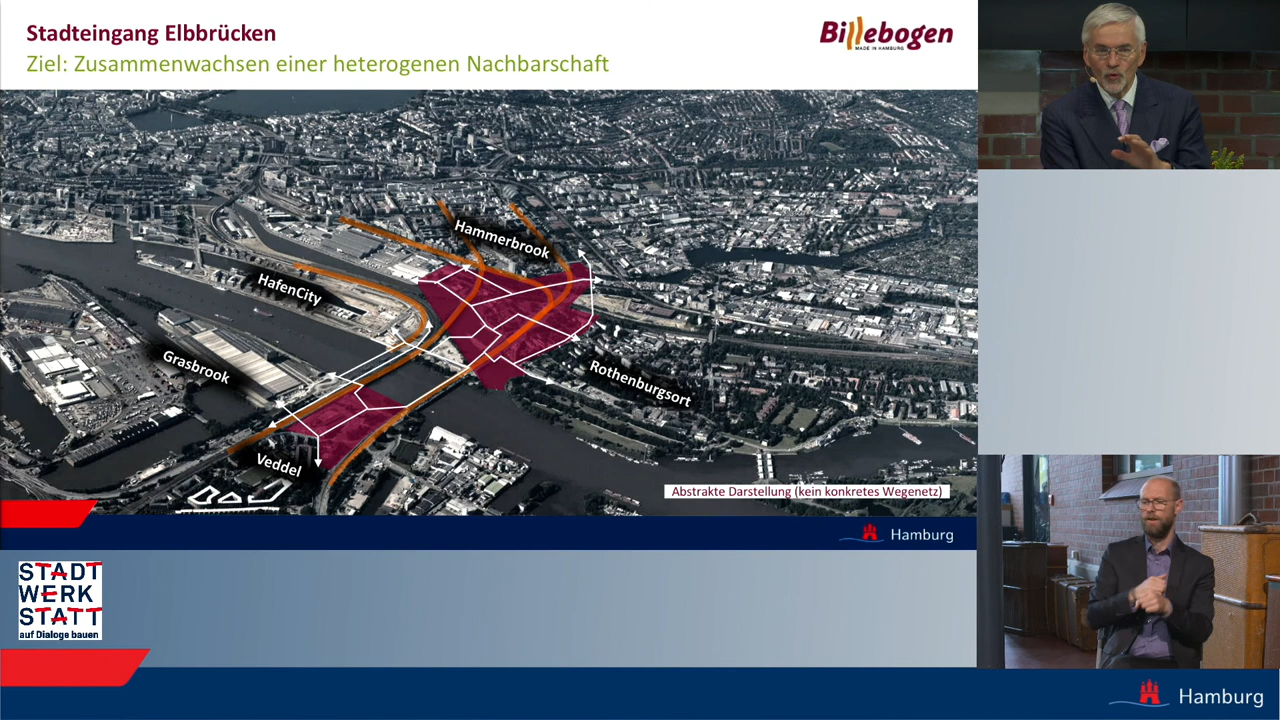 Stadteingang Elbbrücken
Ziel: Zusammenwachsen einer heterogenen Nachbarschaft
Billebogen
MADE IN HAMBURG
Hammerbrook
HafenCity
Grasbrook
Rothenburgsort
Veddel
Abstrakte Darstellung (kein konkretes Wegenetz)
Hamburg
STADT
WERK
STATT
auf Dialoge bauen
Hamburg